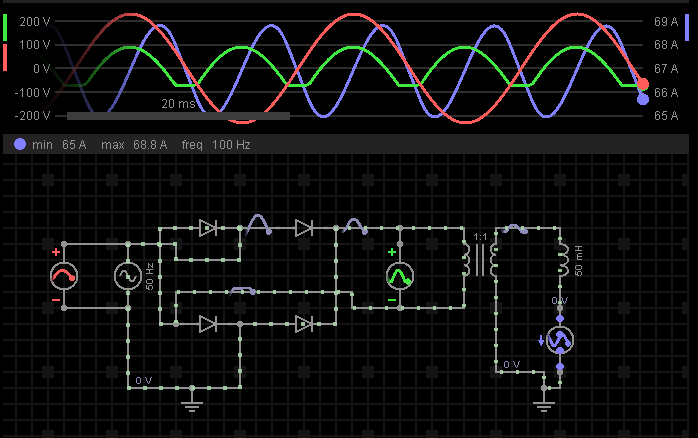 200 V
69 A
100 V
68 A
0 V
67 A
-100 V
66 A
20 ms
-200 V
65 A
min 65 A max 68.8 A freq 100 Hz
1:1
+
+
50 Hz
50 mH
−
−
0 V
0 V
0 V